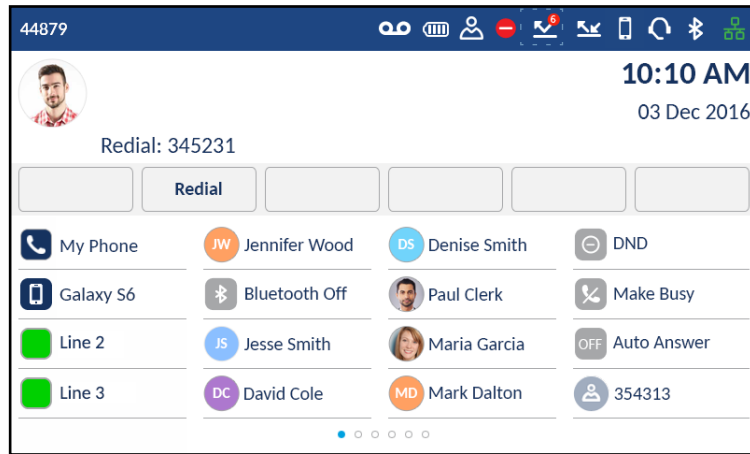 44879
6
10:10 AM
03 Dec 2016
Redial: 345231
Redial
My Phone
JW Jennifer Wood
DS Denise Smith
DND
Galaxy S6
Bluetooth Off
Paul Clerk
Make Busy
Line 2
JS Jesse Smith
Maria Garcia
OFF Auto Answer
Line 3
DC David Cole
MD Mark Dalton
354313